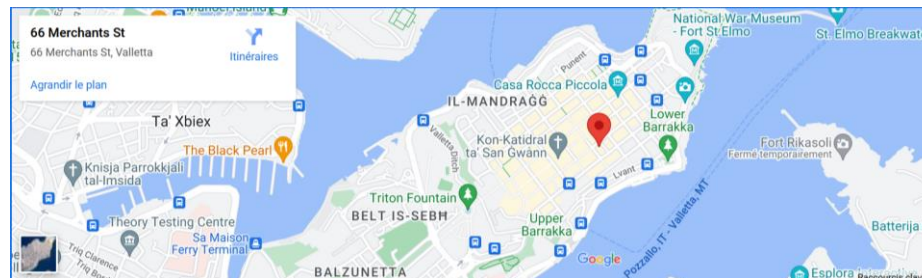 66 Merchants St
66 Merchants St, Valletta
Itinéraires
Agrandir le plan
National War Museum
- Fort St Elmo
St. Elmo Breakwater
Punent
Casa Rocca Piccola
IL-MANDRAĠĠ
Ta' Xbiex
Valletta Ditch
Kon-Katidral
ta' San Ġwann
Lower
Barrakka
The Black Pearl
Fort Rikasoli
Fermé temporairement
Knisja Parrokkjali
tal-Imsida
Lvant
Triton Fountain
Theory Testing Centre
BELT IS-SEBĦ
Upper
Barrakka
Batterija
Sa Maison
Ferry Terminal
Triq Clarence
Google
Pozzallo, IT - Valletta, MT
BALZUNETTA
Esplora